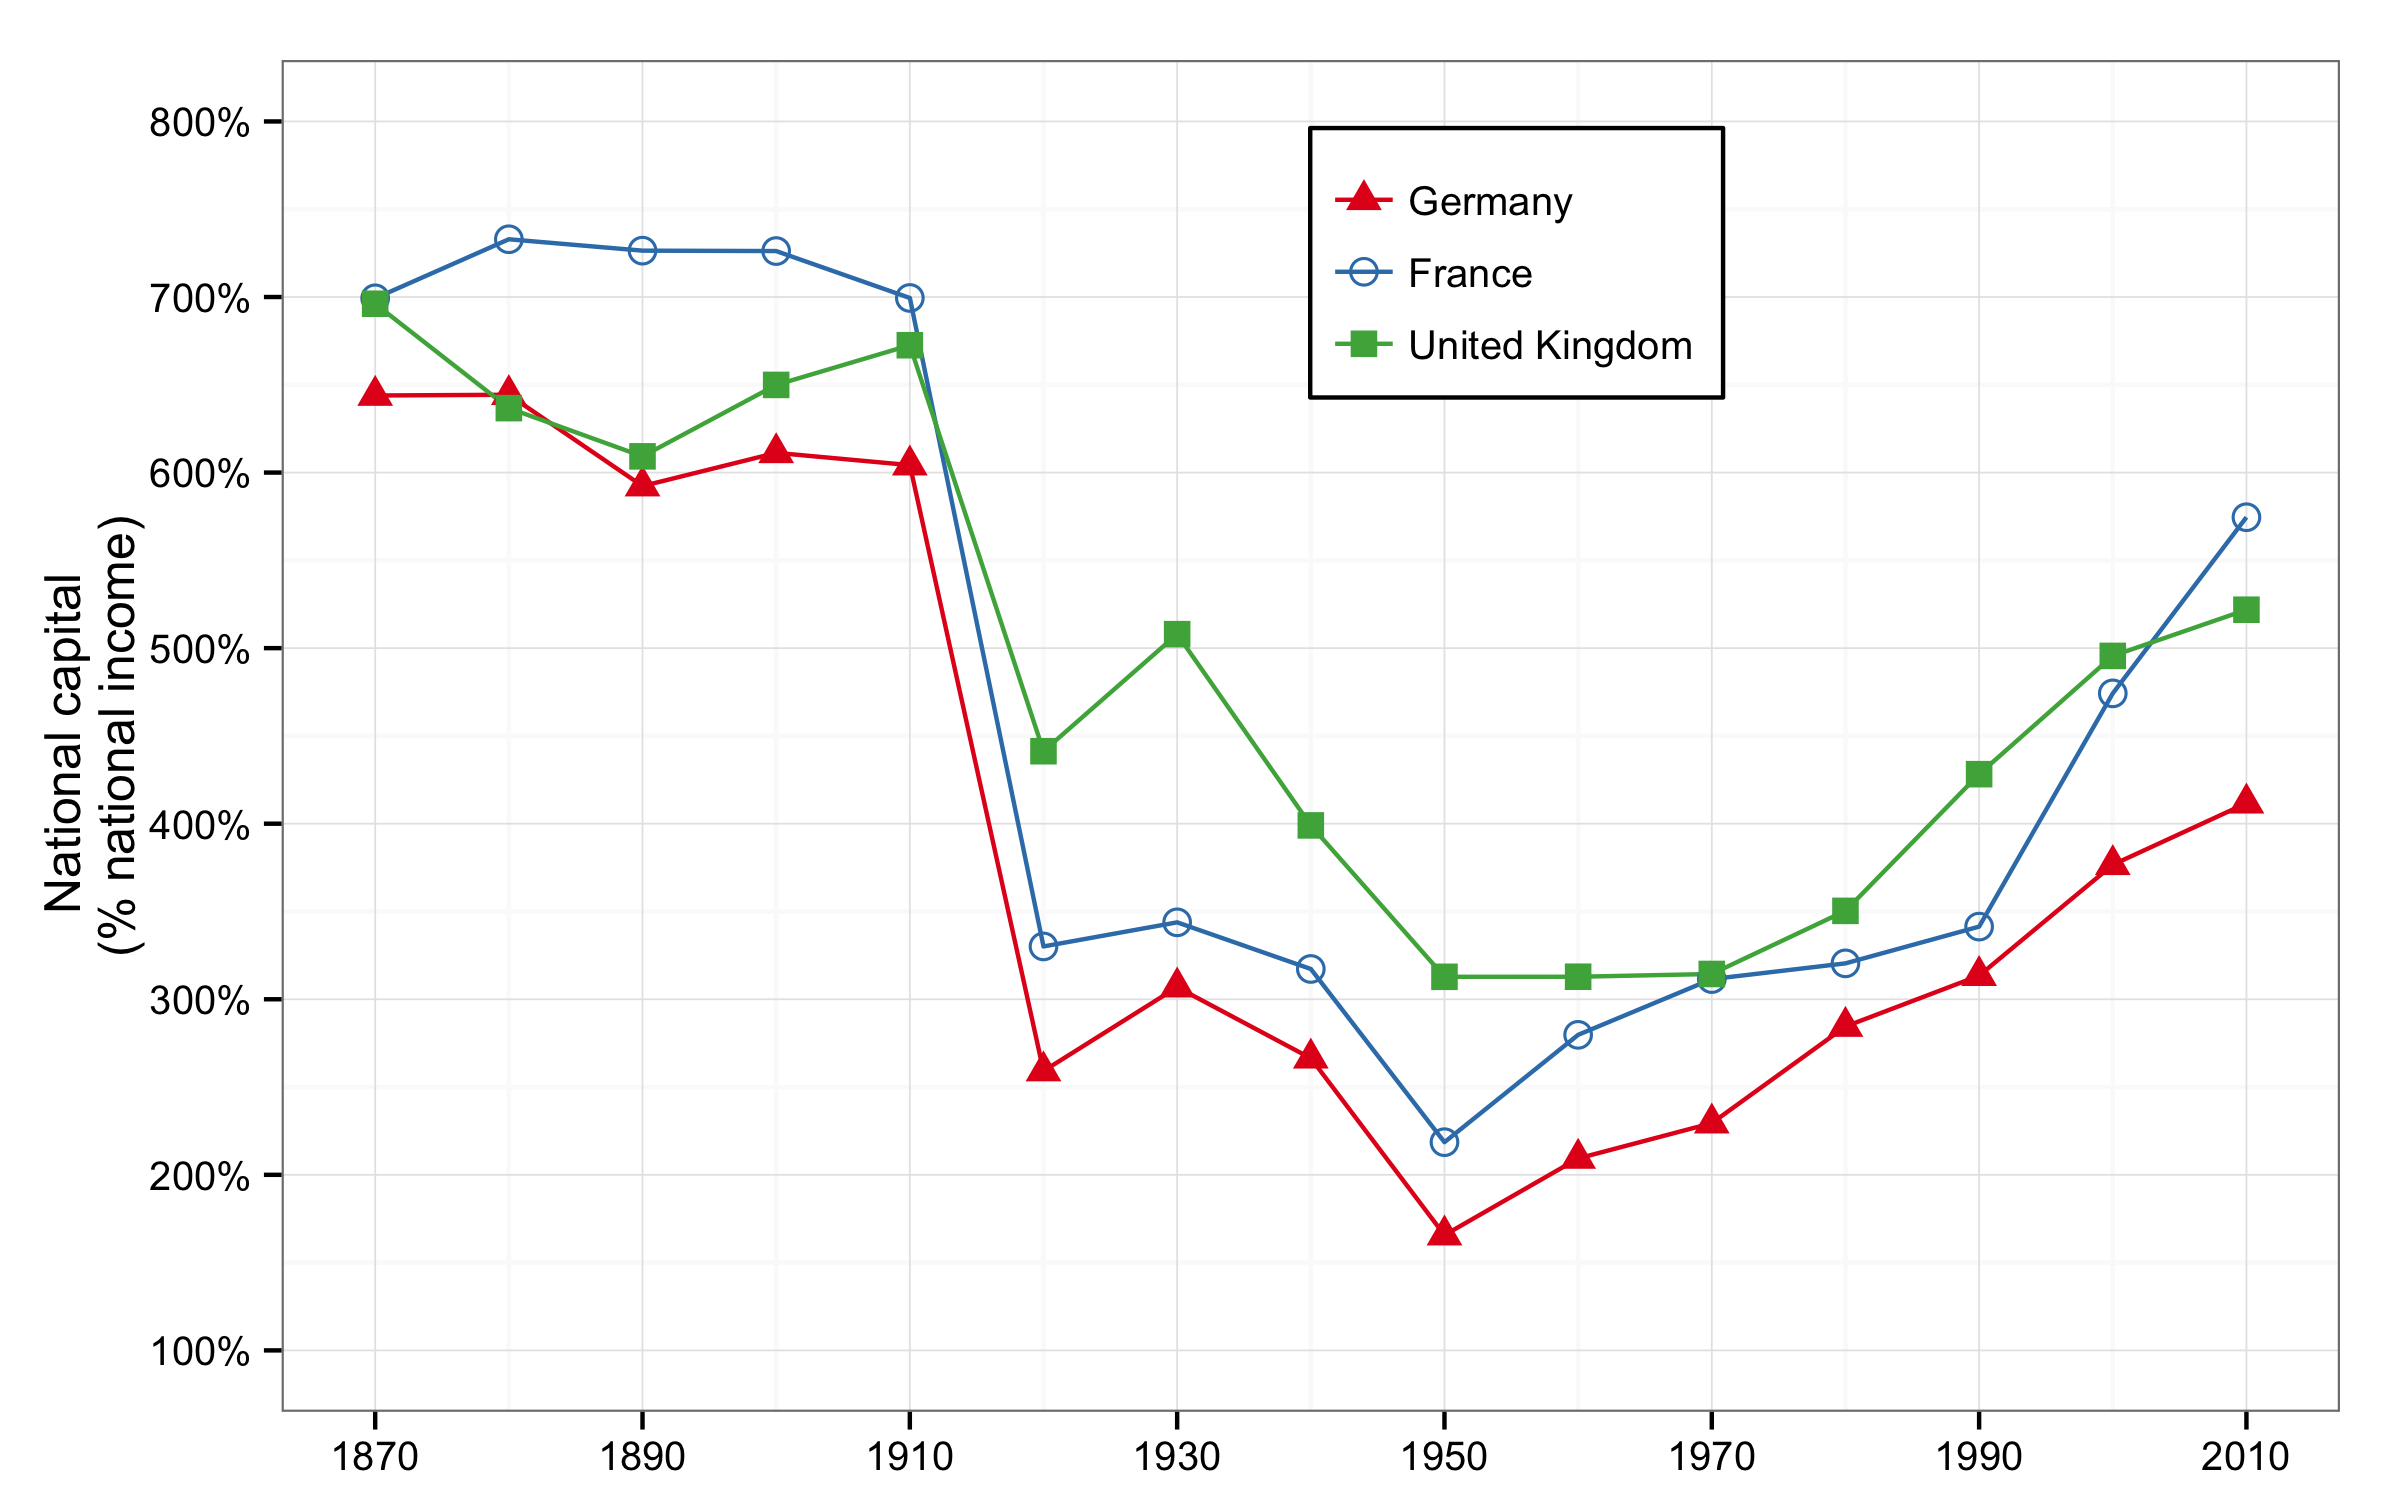 National capital
(% national income)
800%
700%
600%
500%
400%
300%
200%
100%
Germany
France
United Kingdom
1870 1890 1910 1930 1950 1970 1990 2010